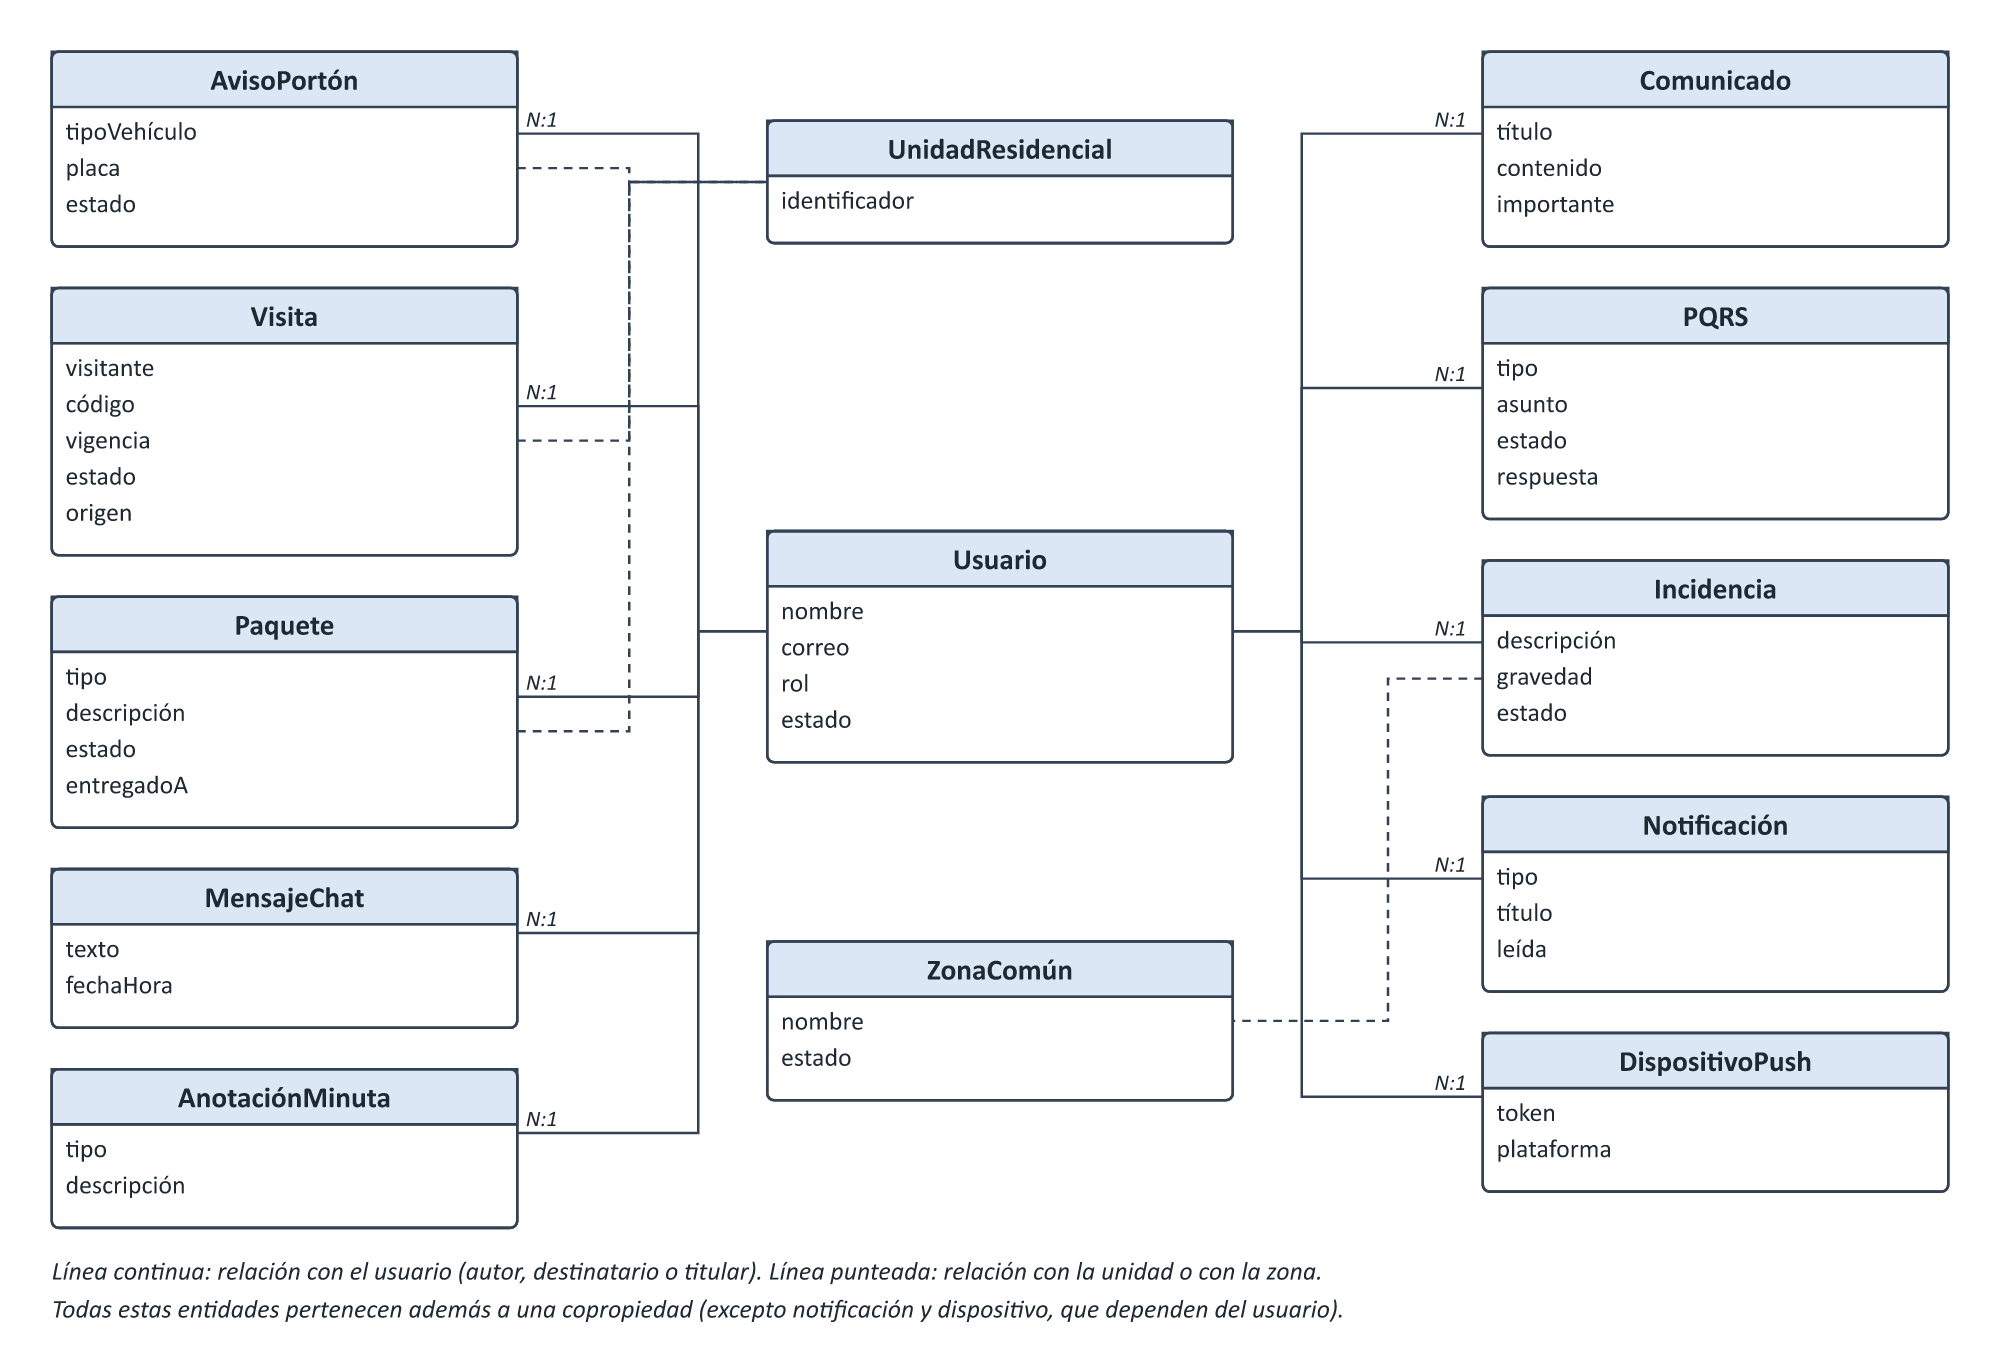 AvisoPortón
tipoVehículo
placa
estado
N:1
Visita
visitante
código
vigencia
estado
origen
N:1
Paquete
tipo
descripción
estado
entregadoA
N:1
MensajeChat
texto
fechaHora
N:1
AnotaciónMinuta
tipo
descripción
N:1
UnidadResidencial
identificador
Usuario
nombre
correo
rol
estado
ZonaComún
nombre
estado
Comunicado
título
contenido
importante
N:1
PQRS
tipo
asunto
estado
respuesta
N:1
Incidencia
descripción
gravedad
estado
N:1
Notificación
tipo
título
leída
N:1
DispositivoPush
token
plataforma
N:1
Línea continua: relación con el usuario (autor, destinatario o titular). Línea punteada: relación con la unidad o con la zona.
Todas estas entidades pertenecen además a una copropiedad (excepto notificación y dispositivo, que dependen del usuario).